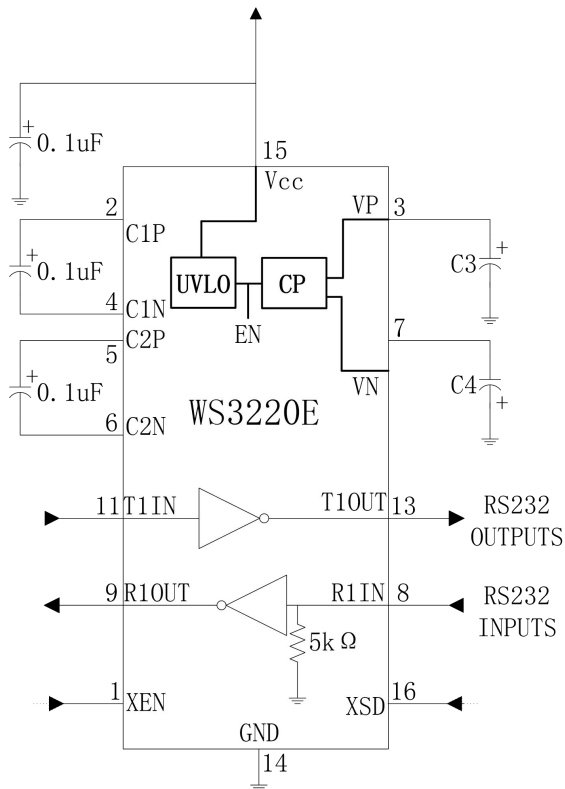 +
0.1uF
15
Vcc
2
C1P
VP
3
+
0.1uF
UVLO
CP
C3
+
4
C1N
EN
5
C2P
7
+
0.1uF
VN
C4
+
6
C2N
WS3220E
11
T1IN
T1OUT
13
RS232
OUTPUTS
9
R1OUT
R1IN
8
RS232
INPUTS
5kΩ
1
XEN
XSD
16
GND
14